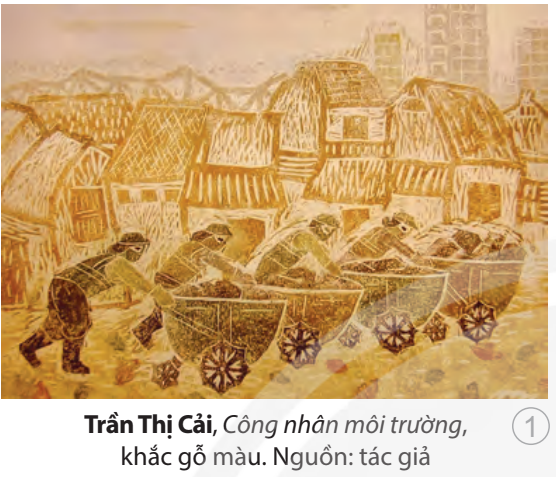 Trần Thị Cải, Công nhân môi trường,
khắc gỗ màu. Nguồn: tác giả
1